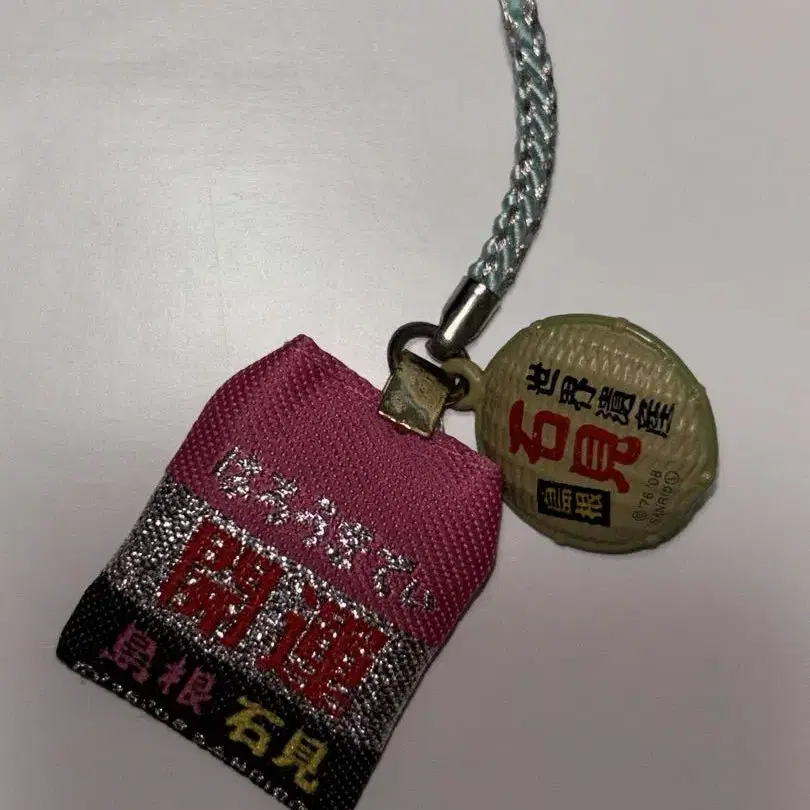 はろうきてぃ
開運
島根 石見
世界遺産
石見
島根
©'76 '08
SANRIO